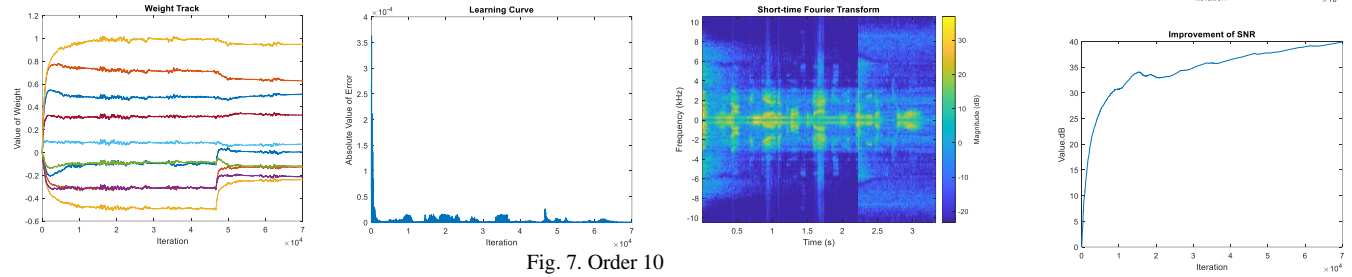 Iteration
Weight Track
Value of Weight
1.2
1
0.8
0.6
0.4
0.2
0
-0.2
-0.4
-0.6
0 1 2 3 4 5 6 7
Iteration
×10⁴
Learning Curve
Absolute Value of Error
4 ×10⁻⁴
3.5
3
2.5
2
1.5
1
0.5
0
0 1 2 3 4 5 6 7
Iteration
×10⁴
Short-time Fourier Transform
Frequency (kHz)
10
8
6
4
2
0
-2
-4
-6
-8
-10
0.5 1 1.5 2 2.5 3
Time (s)
30
20
10
0
-10
-20
Magnitude (dB)
Improvement of SNR
Value.dB
40
35
30
25
20
15
10
5
0
0 1 2 3 4 5 6 7
Iteration
×10⁴
Fig. 7. Order 10